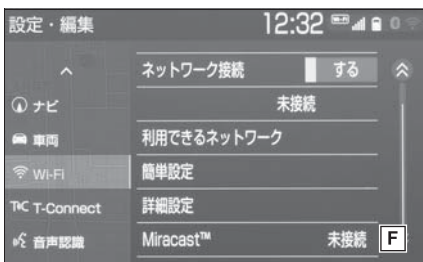 設定・編集 12:32 0
ネットワーク接続 する
ナビ 未接続
車両 利用できるネットワーク
Wi-Fi 簡単設定
TKC T-Connect 詳細設定
音声認識 Miracast™ 未接続 F